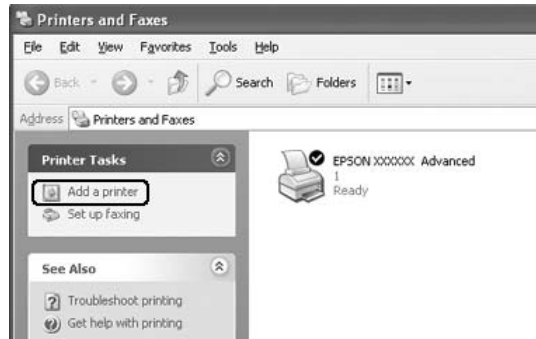 Printers and Faxes
File Edit View Favorites Tools Help
Back Search Folders
Address Printers and Faxes
Printer Tasks
Add a printer
Set up faxing
See Also
Troubleshoot printing
Get help with printing
EPSON XXXXXX Advanced
1
Ready